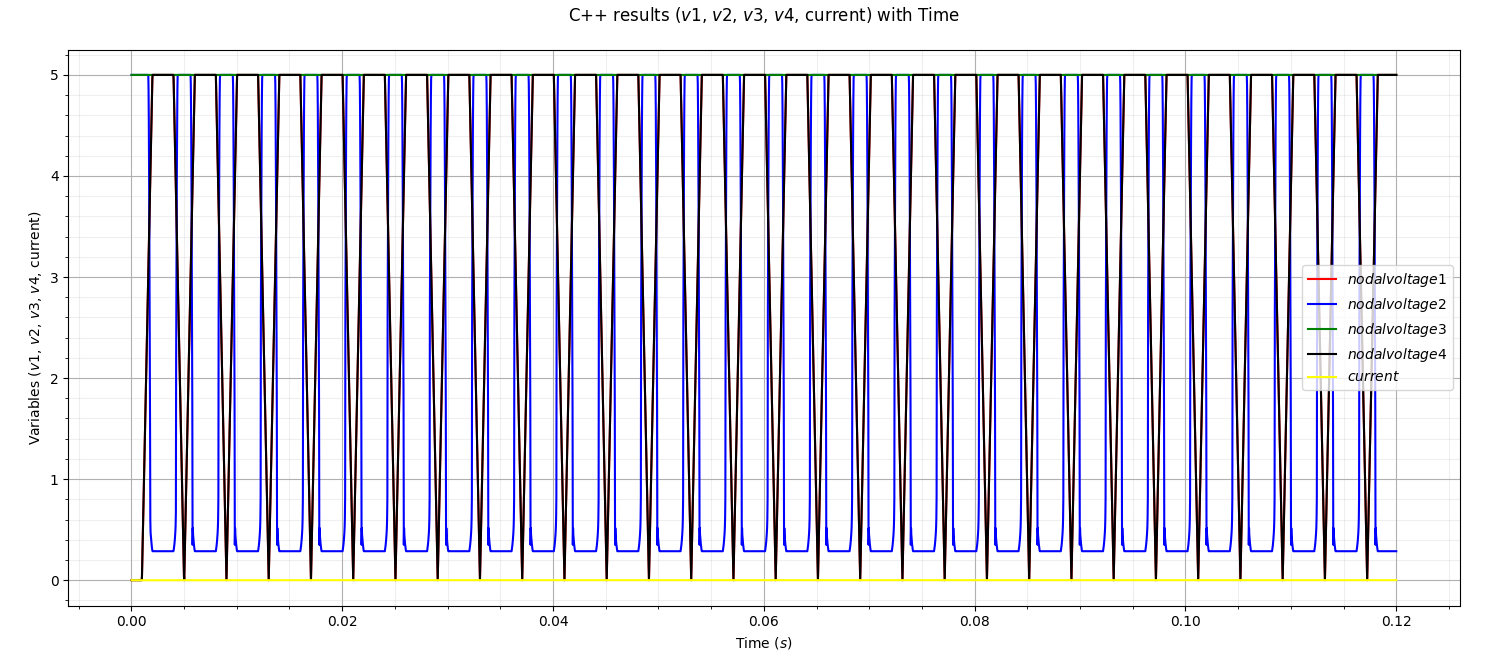 C++ results (v1, v2, v3, v4, current) with Time
Variables (v1, v2, v3, v4, current)
5
4
3
2
1
0
nodalvoltage1
nodalvoltage2
nodalvoltage3
nodalvoltage4
current
0.00 0.02 0.04 0.06 0.08 0.10 0.12
Time (s)